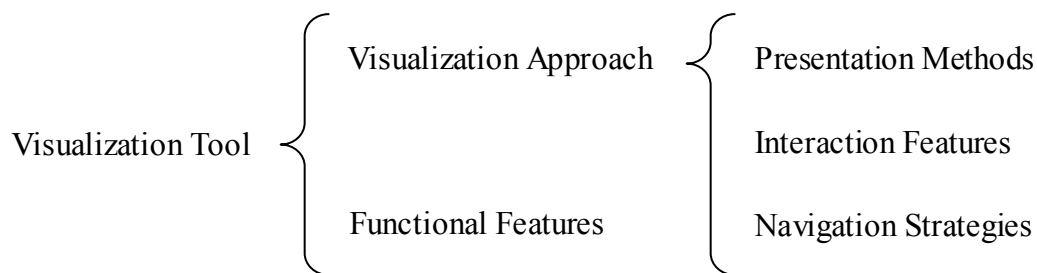 Visualization Tool
Visualization Approach
Functional Features
Presentation Methods
Interaction Features
Navigation Strategies